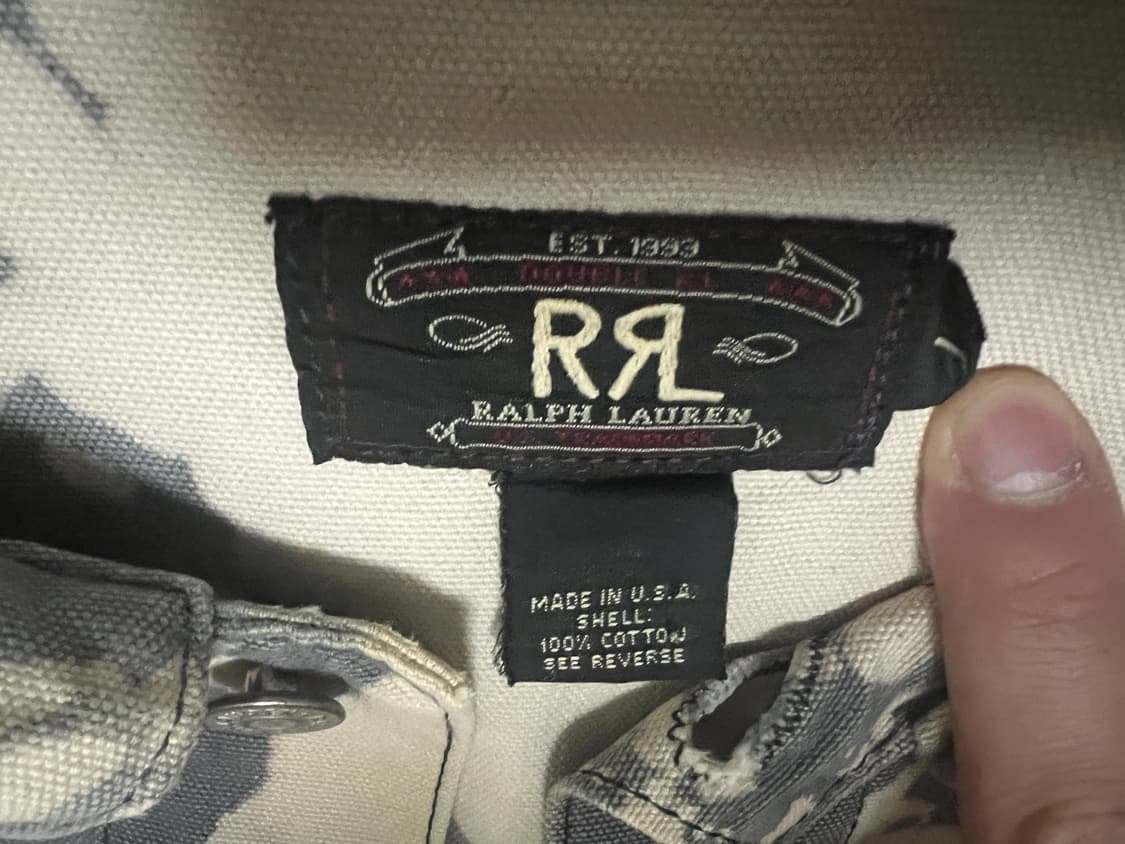 EST. 1993
DOUBLE RL
RRL
RALPH LAUREN
MADE IN U.S.A.
SHELL:
100% COTTON
SEE REVERSE